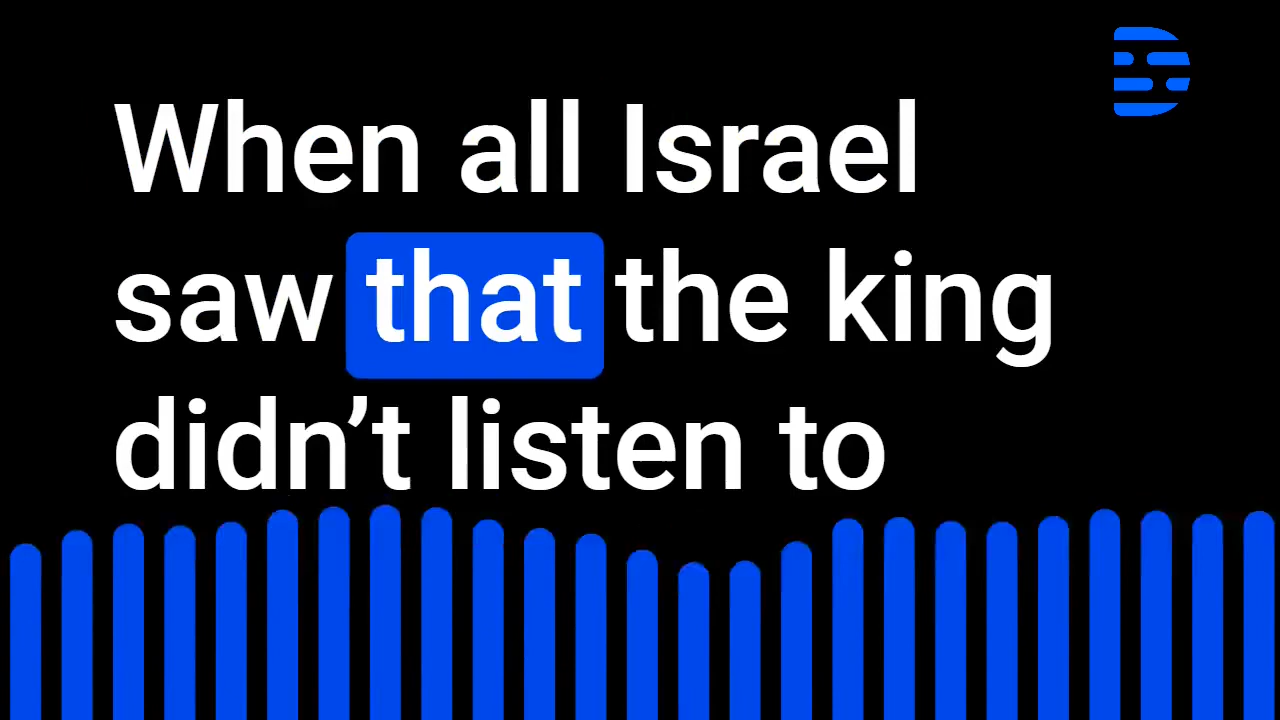 When all Israel
saw that the king
didn’t listen to